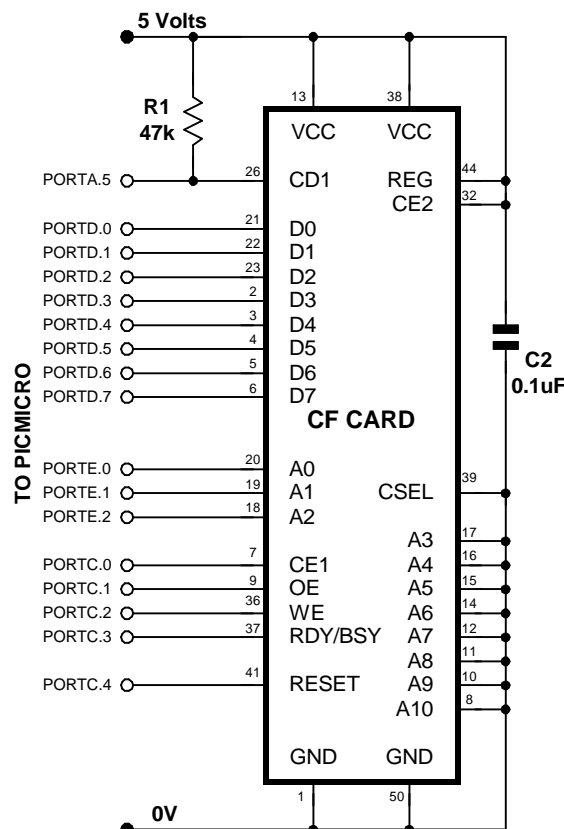 5 Volts
13
38
R1
47k
VCC
VCC
PORTA.5
26
CD1
REG
44
CE2
32
PORTD.0
21
D0
PORTD.1
22
D1
PORTD.2
23
D2
PORTD.3
2
D3
PORTD.4
3
D4
PORTD.5
4
D5
PORTD.6
5
D6
PORTD.7
6
D7
C2
0.1uF
CF CARD
TO PICMICRO
PORTE.0
20
A0
PORTE.1
19
A1
CSEL
39
PORTE.2
18
A2
A3
17
PORTC.0
7
CE1
A4
16
PORTC.1
9
OE
A5
15
PORTC.2
36
WE
A6
14
PORTC.3
37
RDY/BSY
A7
12
A8
11
PORTC.4
41
RESET
A9
10
A10
8
GND
GND
1
50
0V